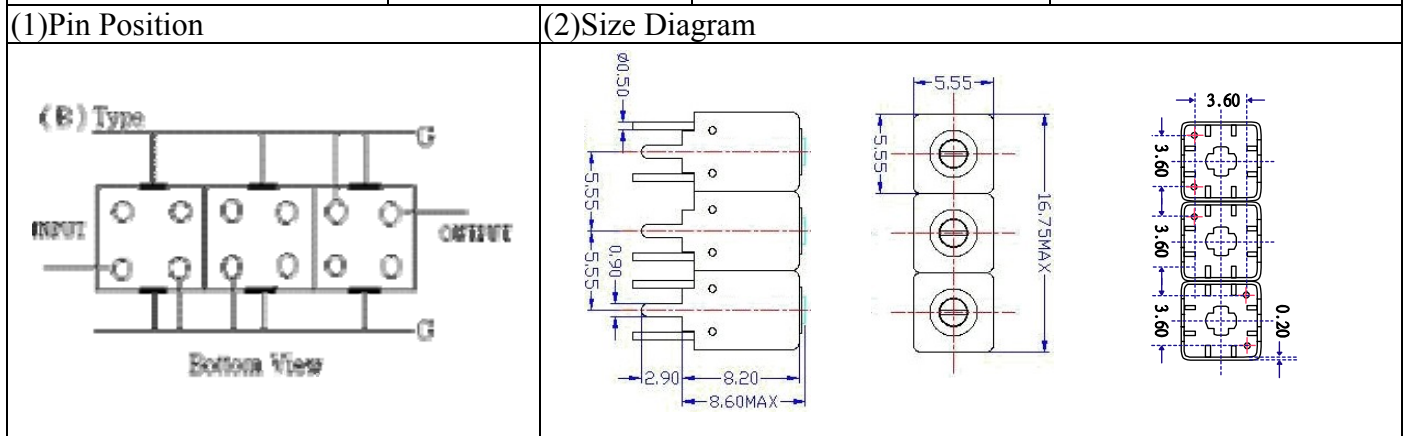 (1)Pin Position
(2)Size Diagram
(B)Type
G
INPUT
OUTPUT
G
Bottom View
Ø0.50
5.55
5.55
0.90
2.90
8.20
8.60MAX
5.55
5.55
16.75MAX
3.60
3.60
3.60
3.60
0.20